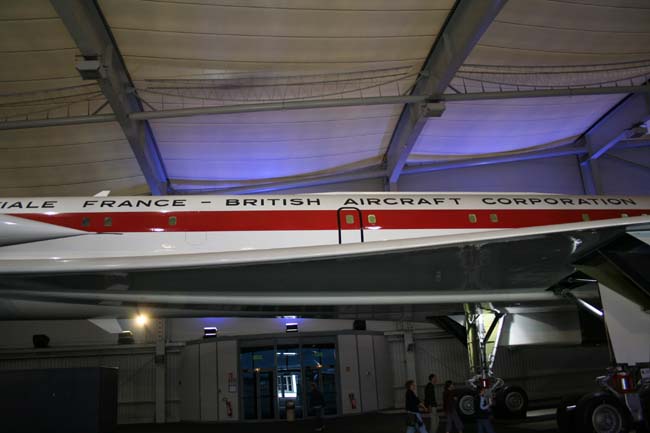 IALE FRANCE - BRITISH AIRCRAFT CORPORATION